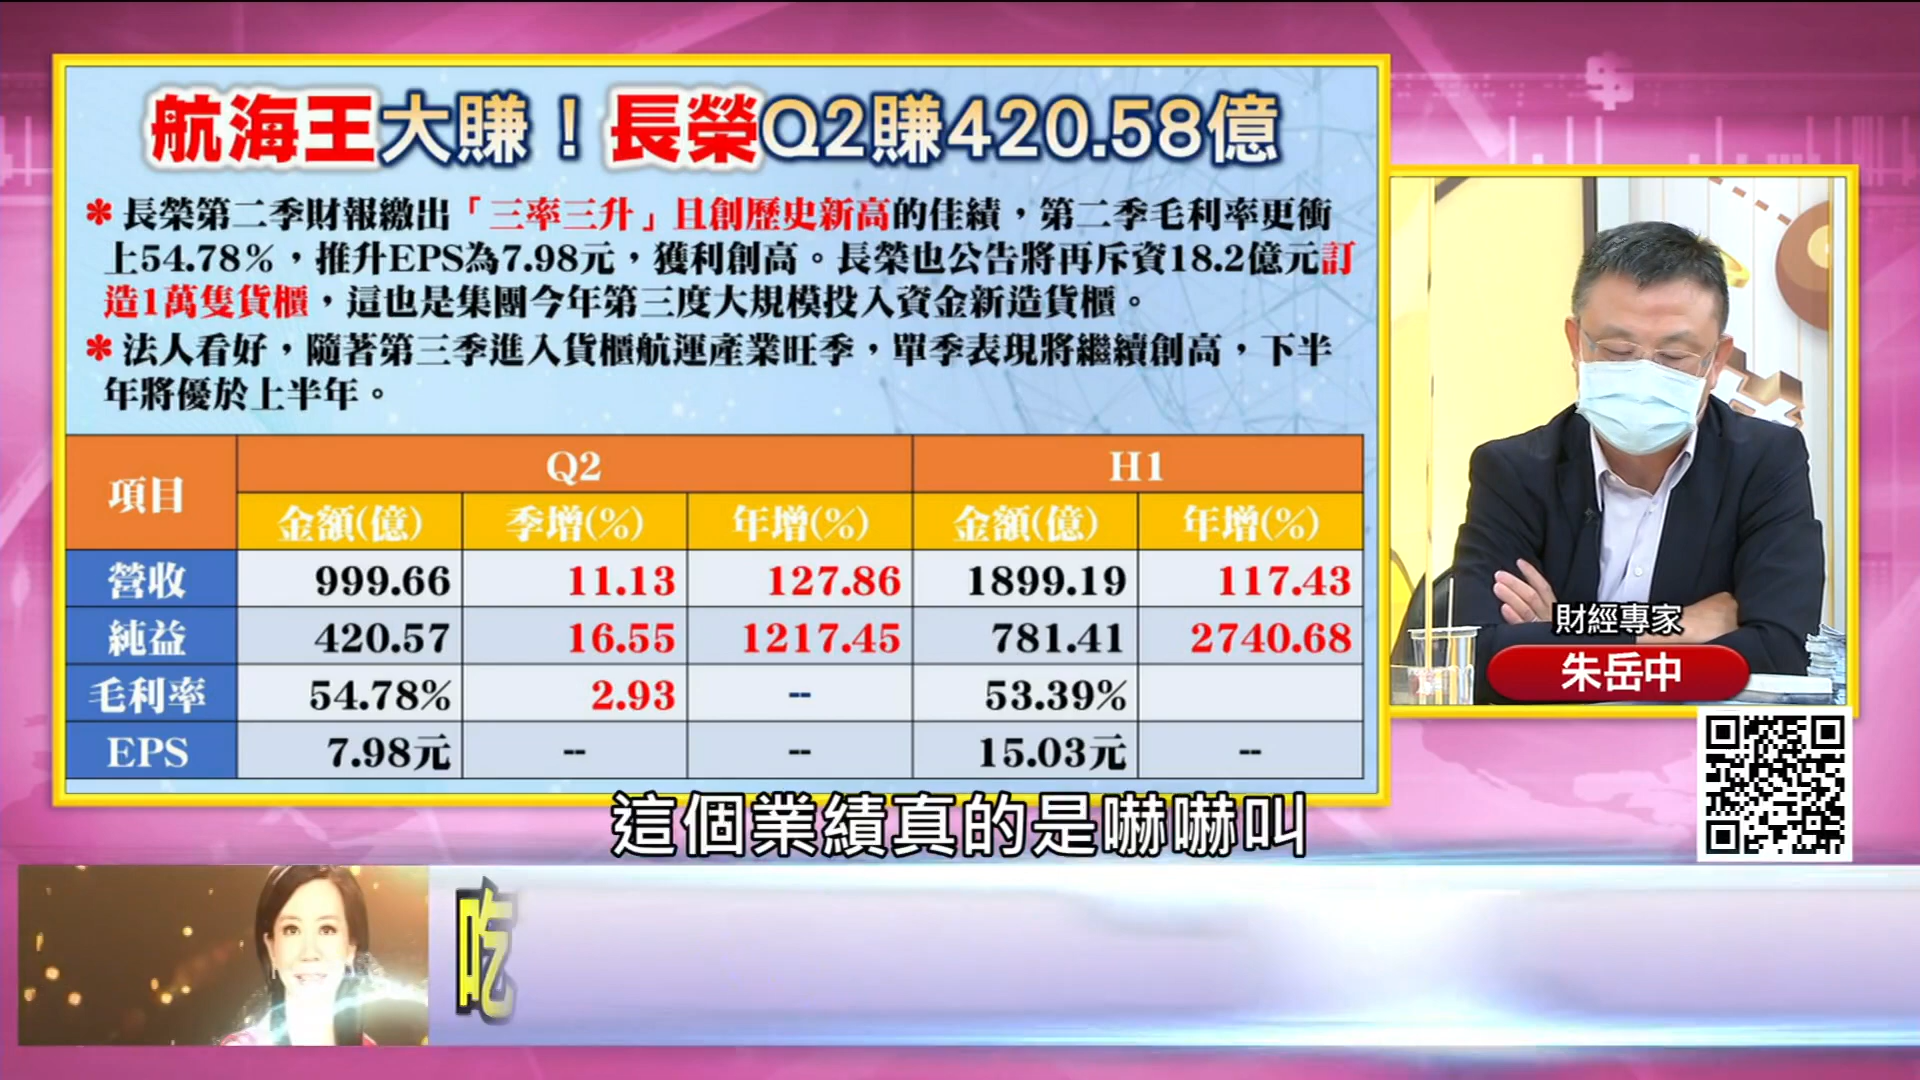 航海王大賺！長榮Q2賺420.58億
* 長榮第二季財報繳出「三率三升」且創歷史新高的佳績，第二季毛利率更衝
上54.78%，推升EPS為7.98元，獲利創高。長榮也公告將再斥資18.2億元訂
造1萬隻貨櫃，這也是集團今年第三度大規模投入資金新造貨櫃。
* 法人看好，隨著第三季進入貨櫃航運產業旺季，單季表現將繼續創高，下半
年將優於上半年。
項目 Q2 H1
金額(億) 季增(%) 年增(%) 金額(億) 年增(%)
營收 999.66 11.13 127.86 1899.19 117.43
純益 420.57 16.55 1217.45 781.41 2740.68
毛利率 54.78% 2.93 -- 53.39%
EPS 7.98元 -- -- 15.03元 --
財經專家
朱岳中
這個業績真的是嚇嚇叫
吃